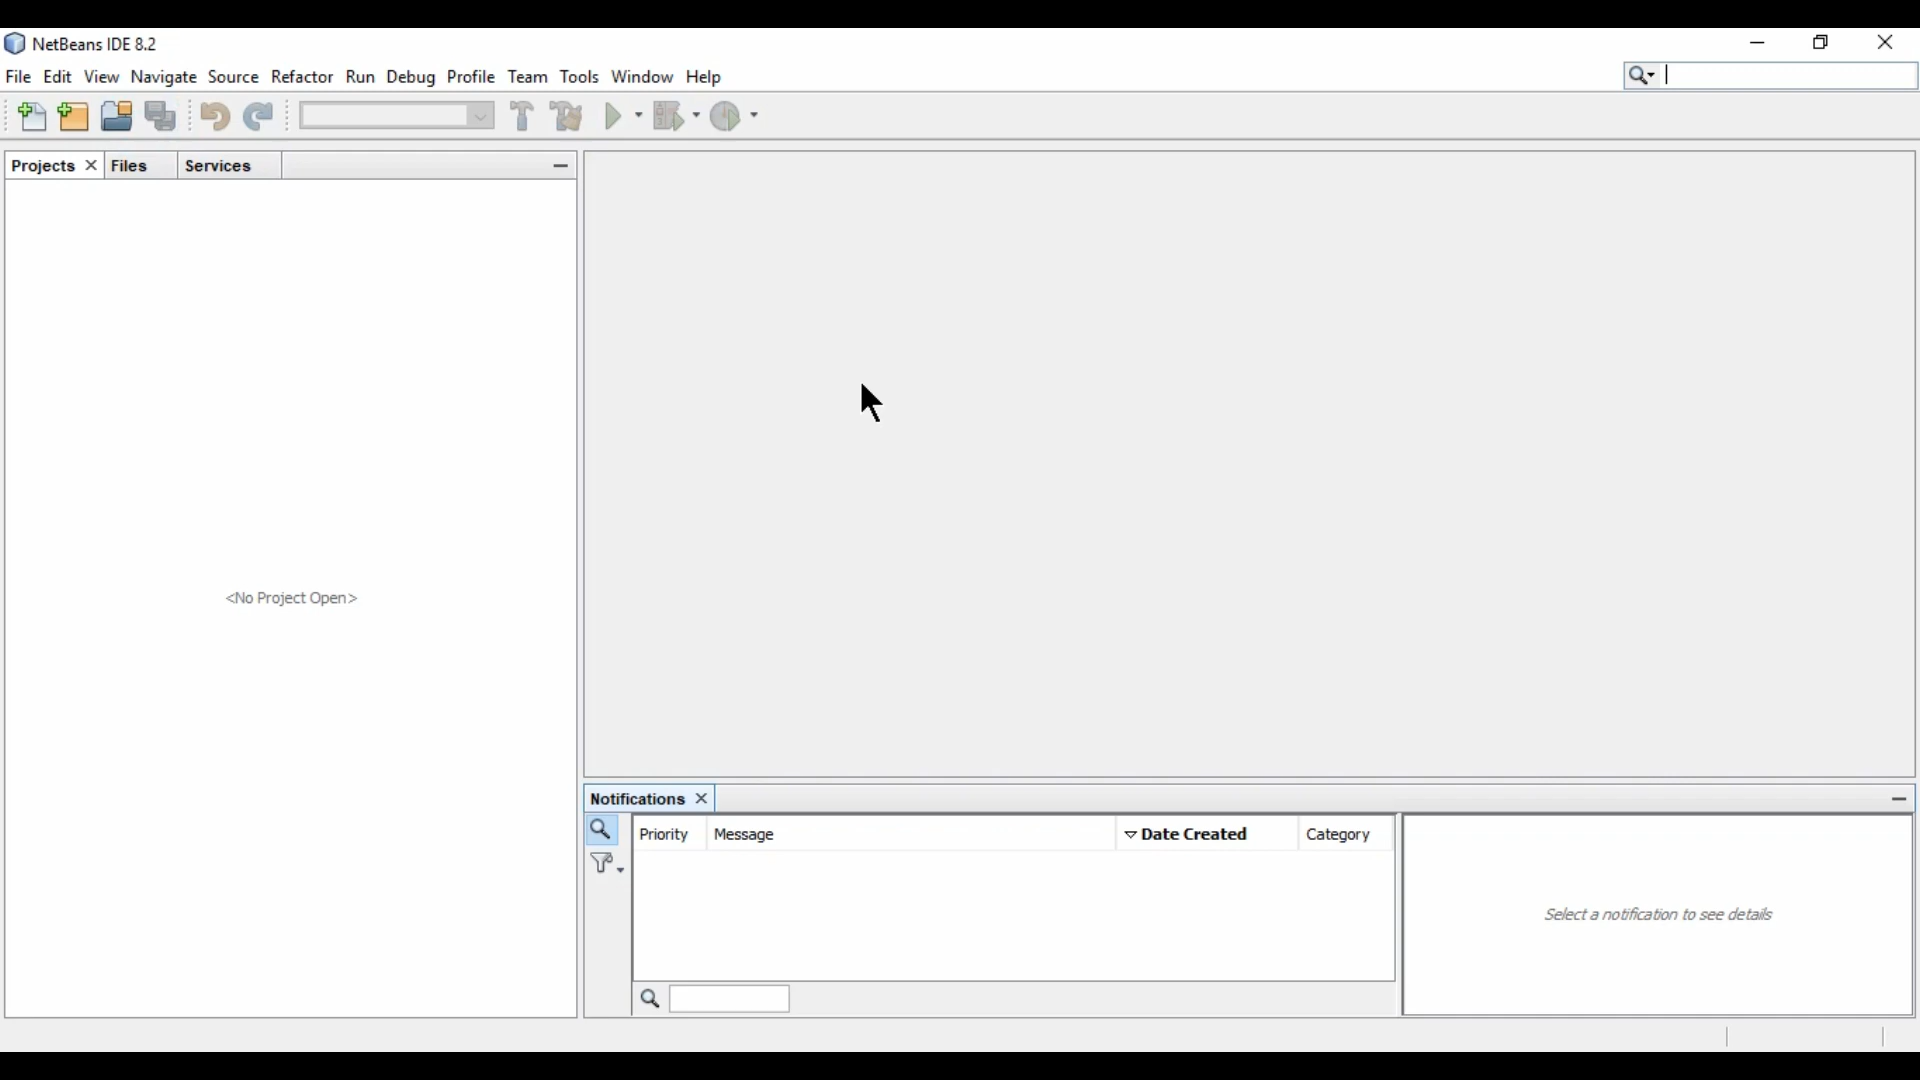 NetBeans IDE 8.2
File Edit View Navigate Source Refactor Run Debug Profile Team Tools Window Help
Projects Files Services
<No Project Open>
Notifications
Priority Message Date Created Category
Select a notification to see details